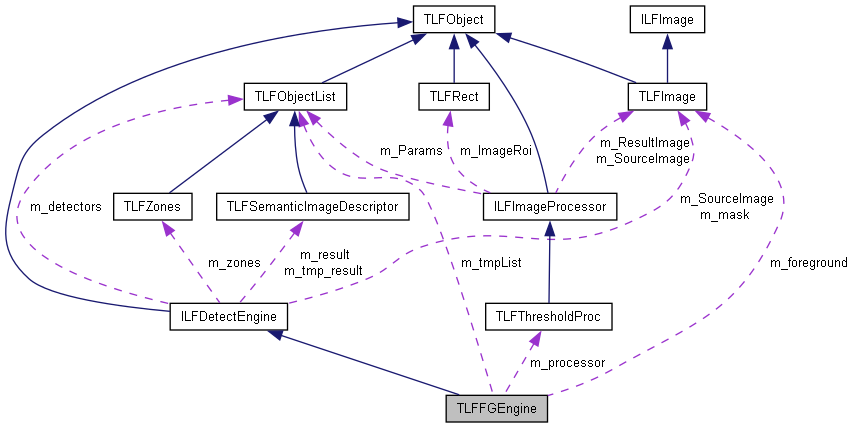 TLFObject
ILFImage
TLFObjectList
TLFRect
TLFImage
m_Params
m_ImageRoi
m_ResultImage
m_SourceImage
m_detectors
TLFZones
TLFSemanticImageDescriptor
ILFImageProcessor
m_SourceImage
m_mask
m_zones
m_result
m_tmp_result
m_tmpList
m_foreground
ILFDetectEngine
TLFThresholdProc
m_processor
TLFFGEngine